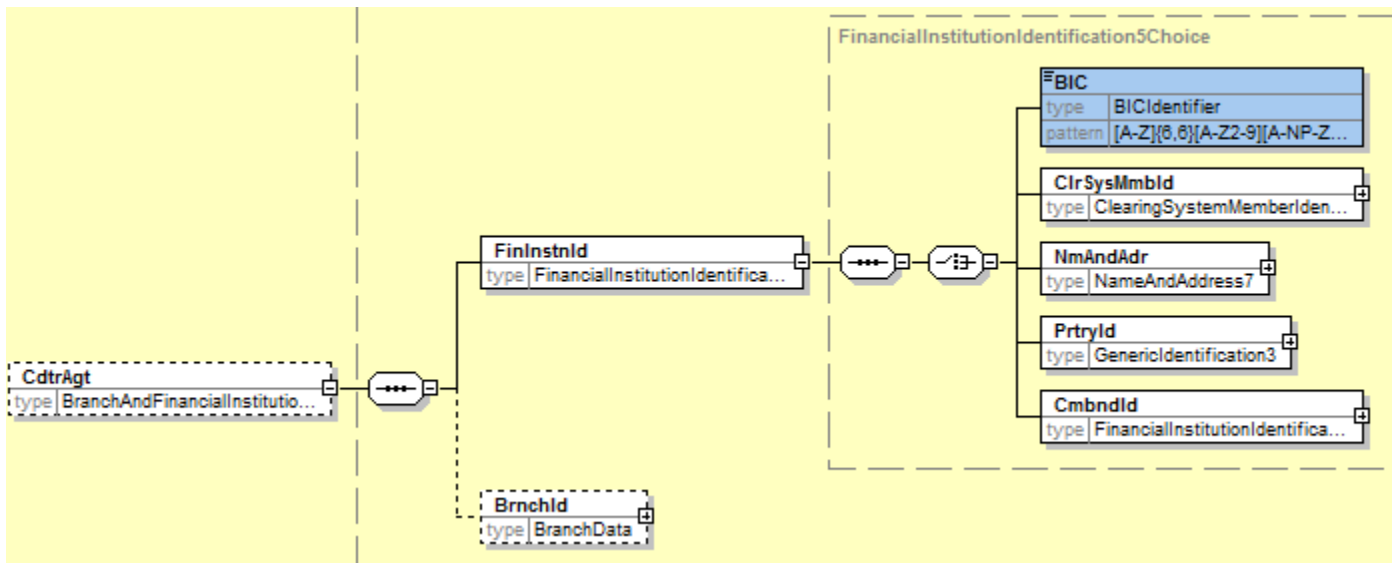 FinancialInstitutionIdentification5Choice
BIC
type BICIdentifier
pattern [A-Z]{6,6}[A-Z2-9][A-NP-Z...
ClrSysMmbId
type ClearingSystemMemberIden...
FinInstnId
type FinancialInstitutionIdentifica...
NmAndAdr
type NameAndAddress7
PrtryId
type GenericIdentification3
CdtrAgt
type BranchAndFinancialInstitutio...
CmbndId
type FinancialInstitutionIdentifica...
BrnchId
type BranchData